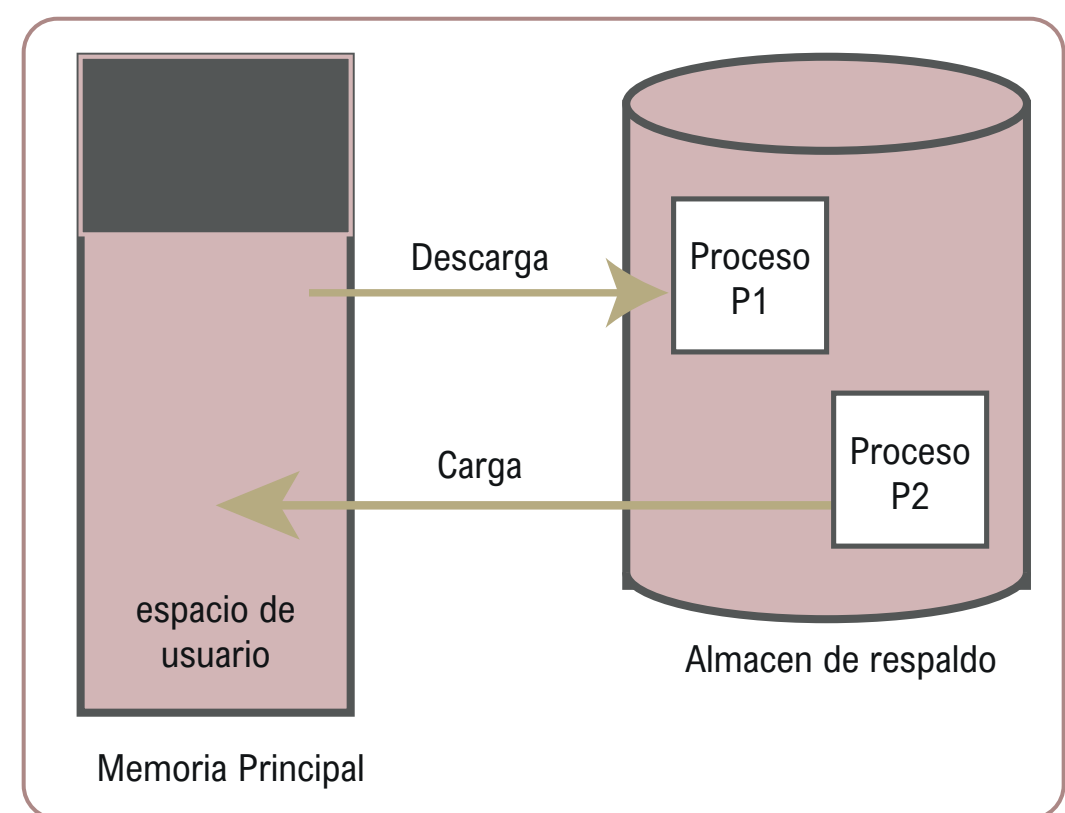 Descarga
Proceso
P1
Carga
Proceso
P2
espacio de
usuario
Almacen de respaldo
Memoria Principal